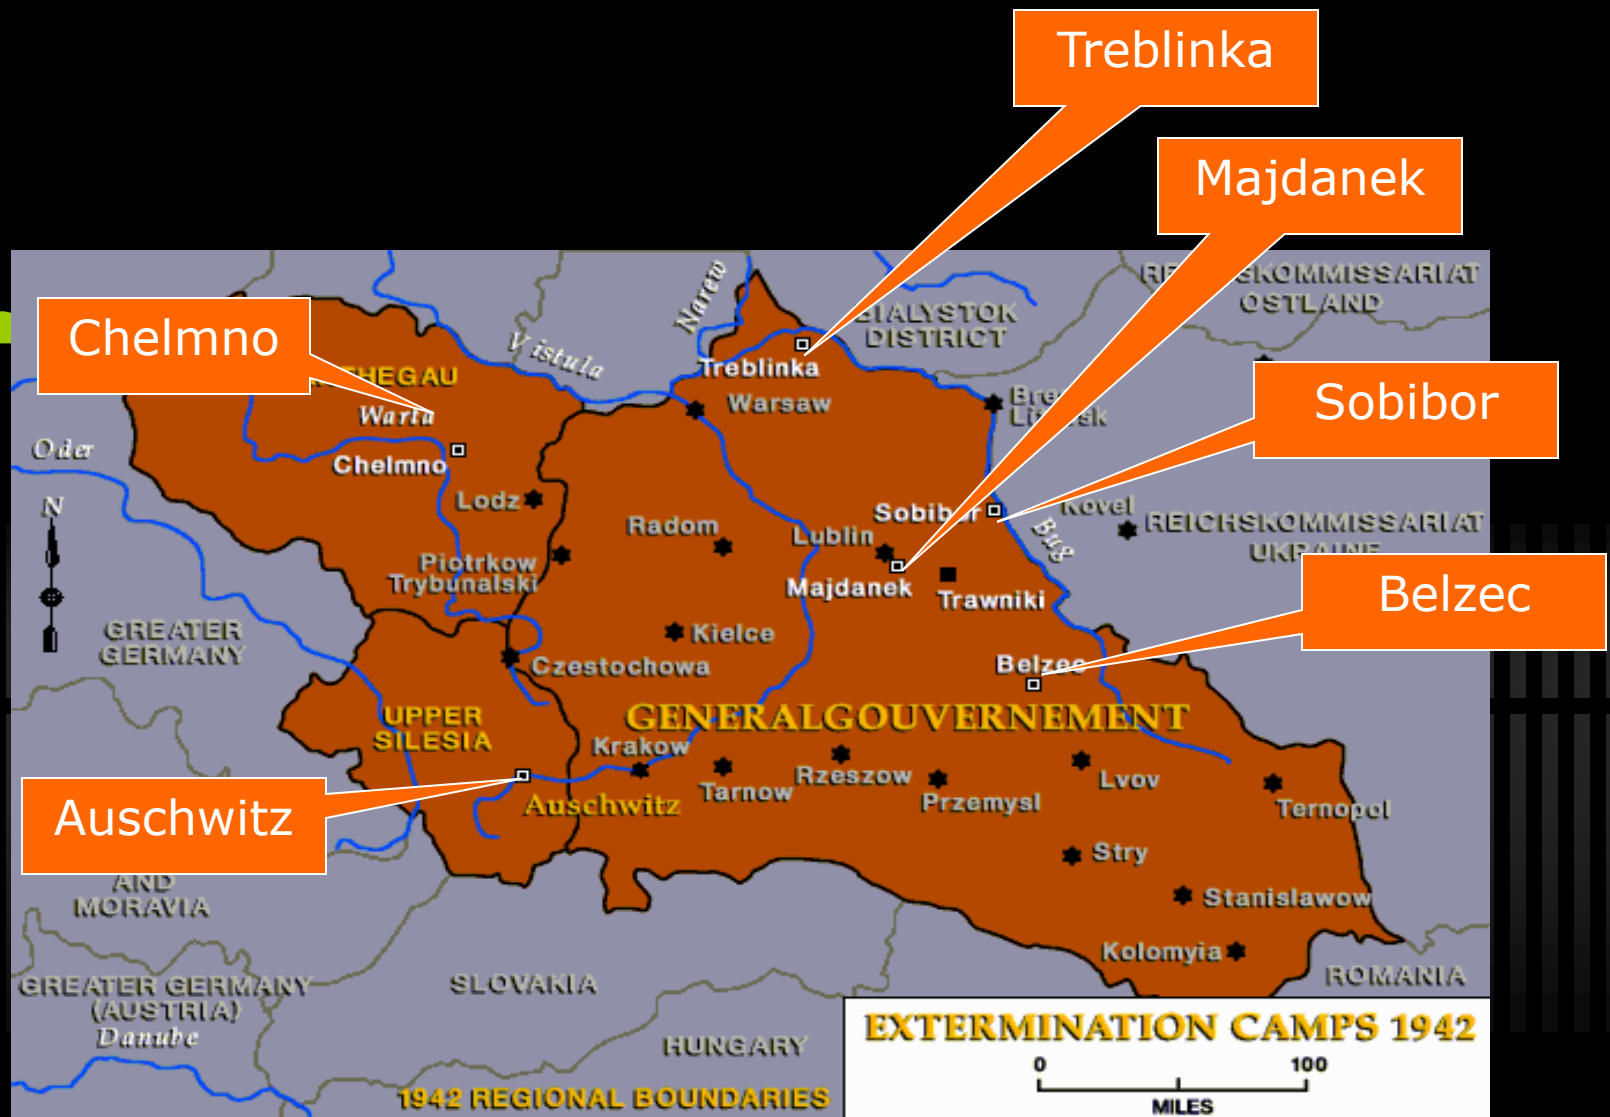 Treblinka
Majdanek
Chelmno
Sobibor
Belzec
Auschwitz
Narew
Vistula
BIALYSTOK
DISTRICT
OSTLAND
Treblinka
Warsaw
Warta
Oder
Chelmno
Lodz
N
Radom
Lublin
Sobibor
Bug
Kovel
REICHSKOMMISSARIAT
UKRAINE
Piotrkow
Trybunalski
Majdanek
Trawniki
GREATER
GERMANY
Kielce
Czestochowa
Belzec
UPPER
SILESIA
GENERALGOUVERNEMENT
Krakow
Auschwitz
Tarnow
Rzeszow
Przemysl
Lvov
Ternopol
Stry
Stanislawow
Kolomyia
AND
MORAVIA
GREATER GERMANY
(AUSTRIA)
Danube
SLOVAKIA
HUNGARY
ROMANIA
1942 REGIONAL BOUNDARIES
EXTERMINATION CAMPS 1942
0 100
MILES